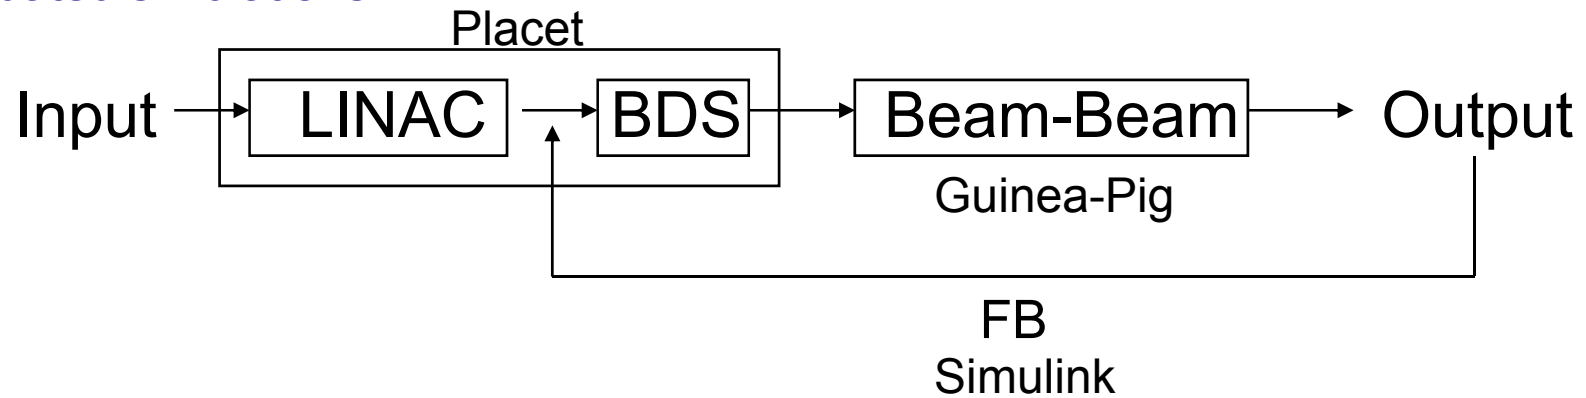 Placet
Input LINAC BDS Beam-Beam Output
Guinea-Pig
FB
Simulink